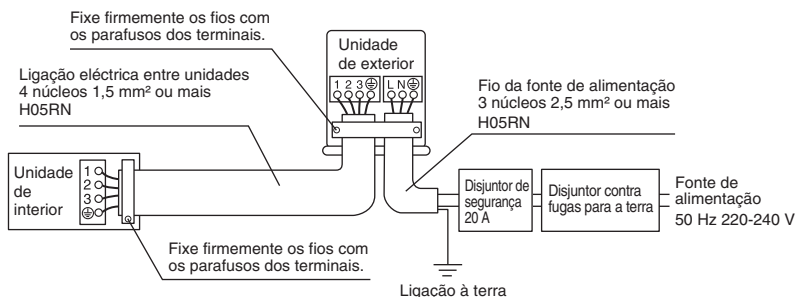 Fixe firmemente os fios com
os parafusos dos terminais.
Unidade
de exterior
1 2 3
L N
Ligação eléctrica entre unidades
4 núcleos 1,5 mm² ou mais
H05RN
Fio da fonte de alimentação
3 núcleos 2,5 mm² ou mais
H05RN
Unidade
de
interior
1
2
3
Disjuntor de
segurança
20 A
Disjuntor contra
fugas para a terra
Fonte de
alimentação
50 Hz 220-240 V
Fixe firmemente os fios com
os parafusos dos terminais.
Ligação à terra